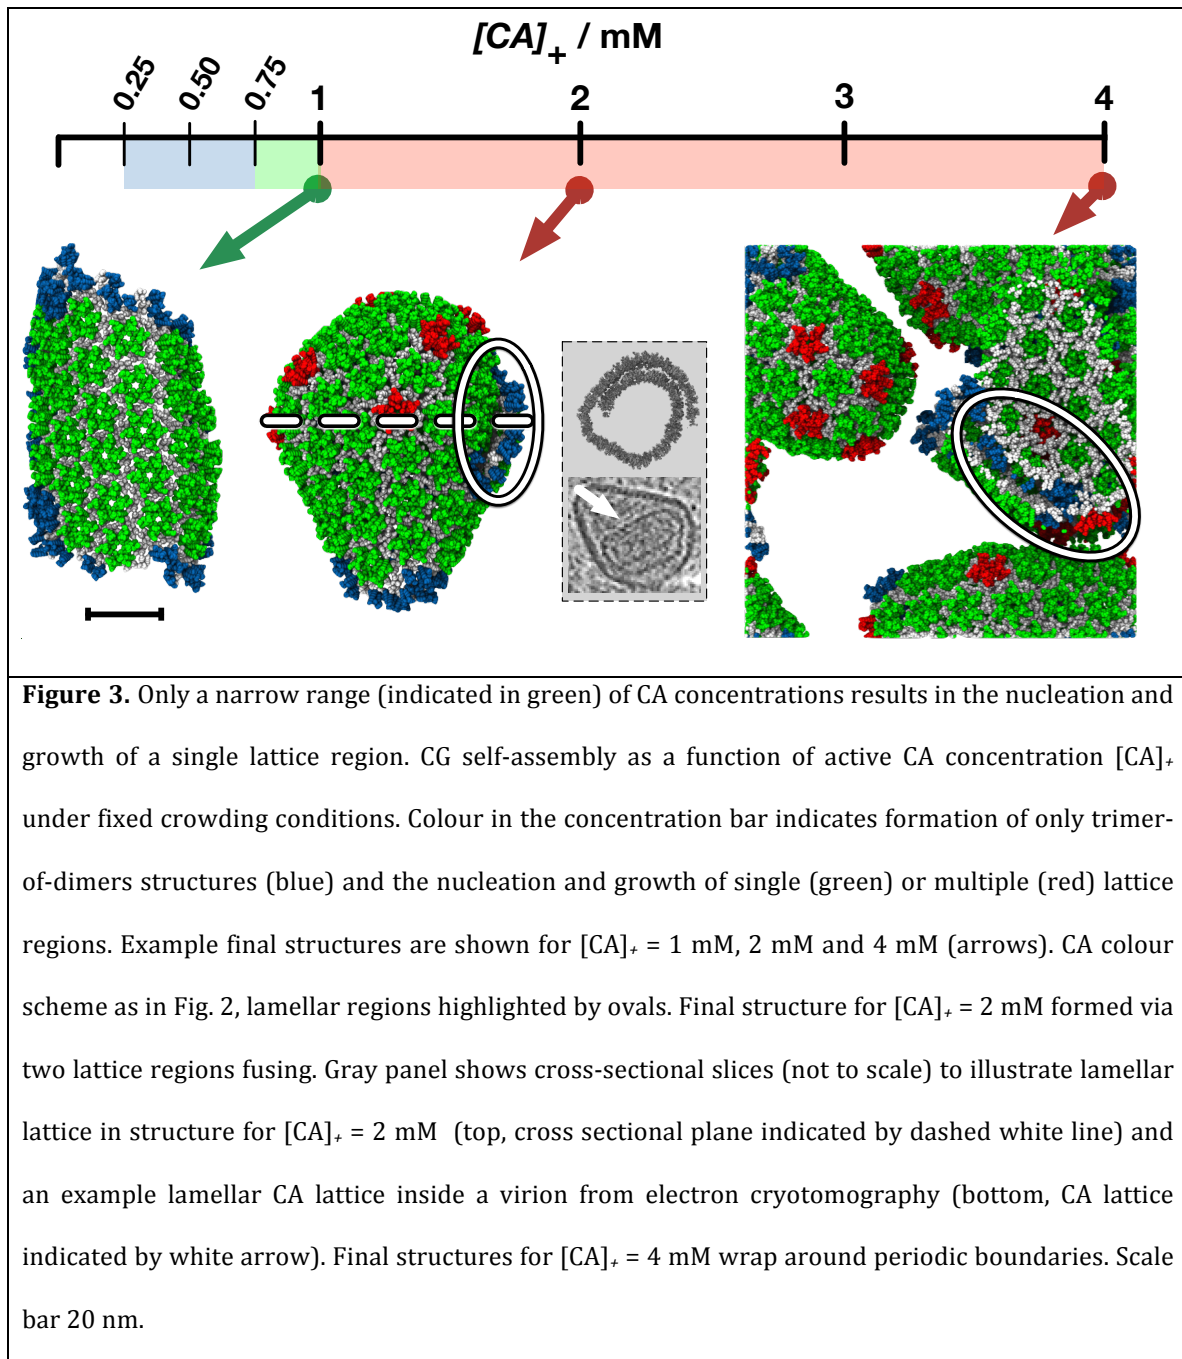 [CA]+ / mM
0.25 0.50 0.75 1 2 3 4
Figure 3. Only a narrow range (indicated in green) of CA concentrations results in the nucleation and
growth of a single lattice region. CG self-assembly as a function of active CA concentration [CA]+
under fixed crowding conditions. Colour in the concentration bar indicates formation of only trimer-
of-dimers structures (blue) and the nucleation and growth of single (green) or multiple (red) lattice
regions. Example final structures are shown for [CA]+ = 1 mM, 2 mM and 4 mM (arrows). CA colour
scheme as in Fig. 2, lamellar regions highlighted by ovals. Final structure for [CA]+ = 2 mM formed via
two lattice regions fusing. Gray panel shows cross-sectional slices (not to scale) to illustrate lamellar
lattice in structure for [CA]+ = 2 mM (top, cross sectional plane indicated by dashed white line) and
an example lamellar CA lattice inside a virion from electron cryotomography (bottom, CA lattice
indicated by white arrow). Final structures for [CA]+ = 4 mM wrap around periodic boundaries. Scale
bar 20 nm.